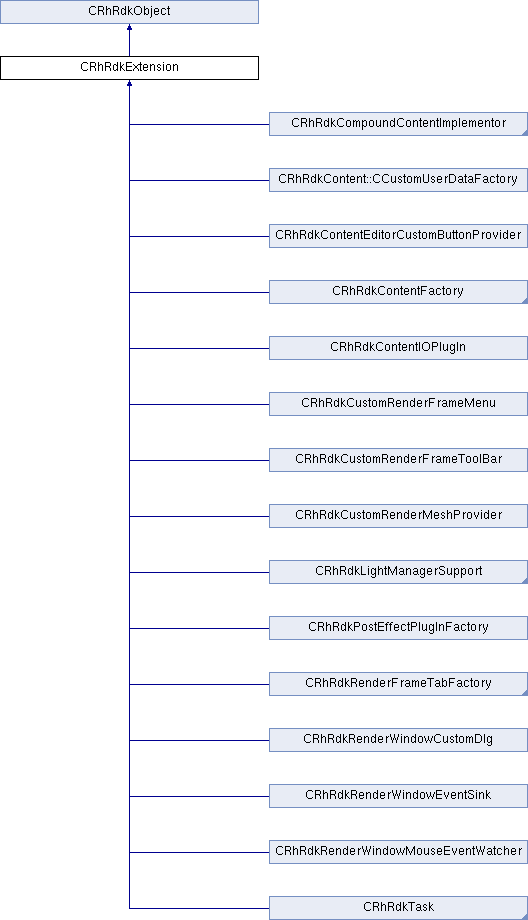 CRhRdkObject
CRhRdkExtension
CRhRdkCompoundContentImplementor
CRhRdkContent::CCustomUserDataFactory
CRhRdkContentEditorCustomButtonProvider
CRhRdkContentFactory
CRhRdkContentIOPlugIn
CRhRdkCustomRenderFrameMenu
CRhRdkCustomRenderFrameToolBar
CRhRdkCustomRenderMeshProvider
CRhRdkLightManagerSupport
CRhRdkPostEffectPlugInFactory
CRhRdkRenderFrameTabFactory
CRhRdkRenderWindowCustomDlg
CRhRdkRenderWindowEventSink
CRhRdkRenderWindowMouseEventWatcher
CRhRdkTask